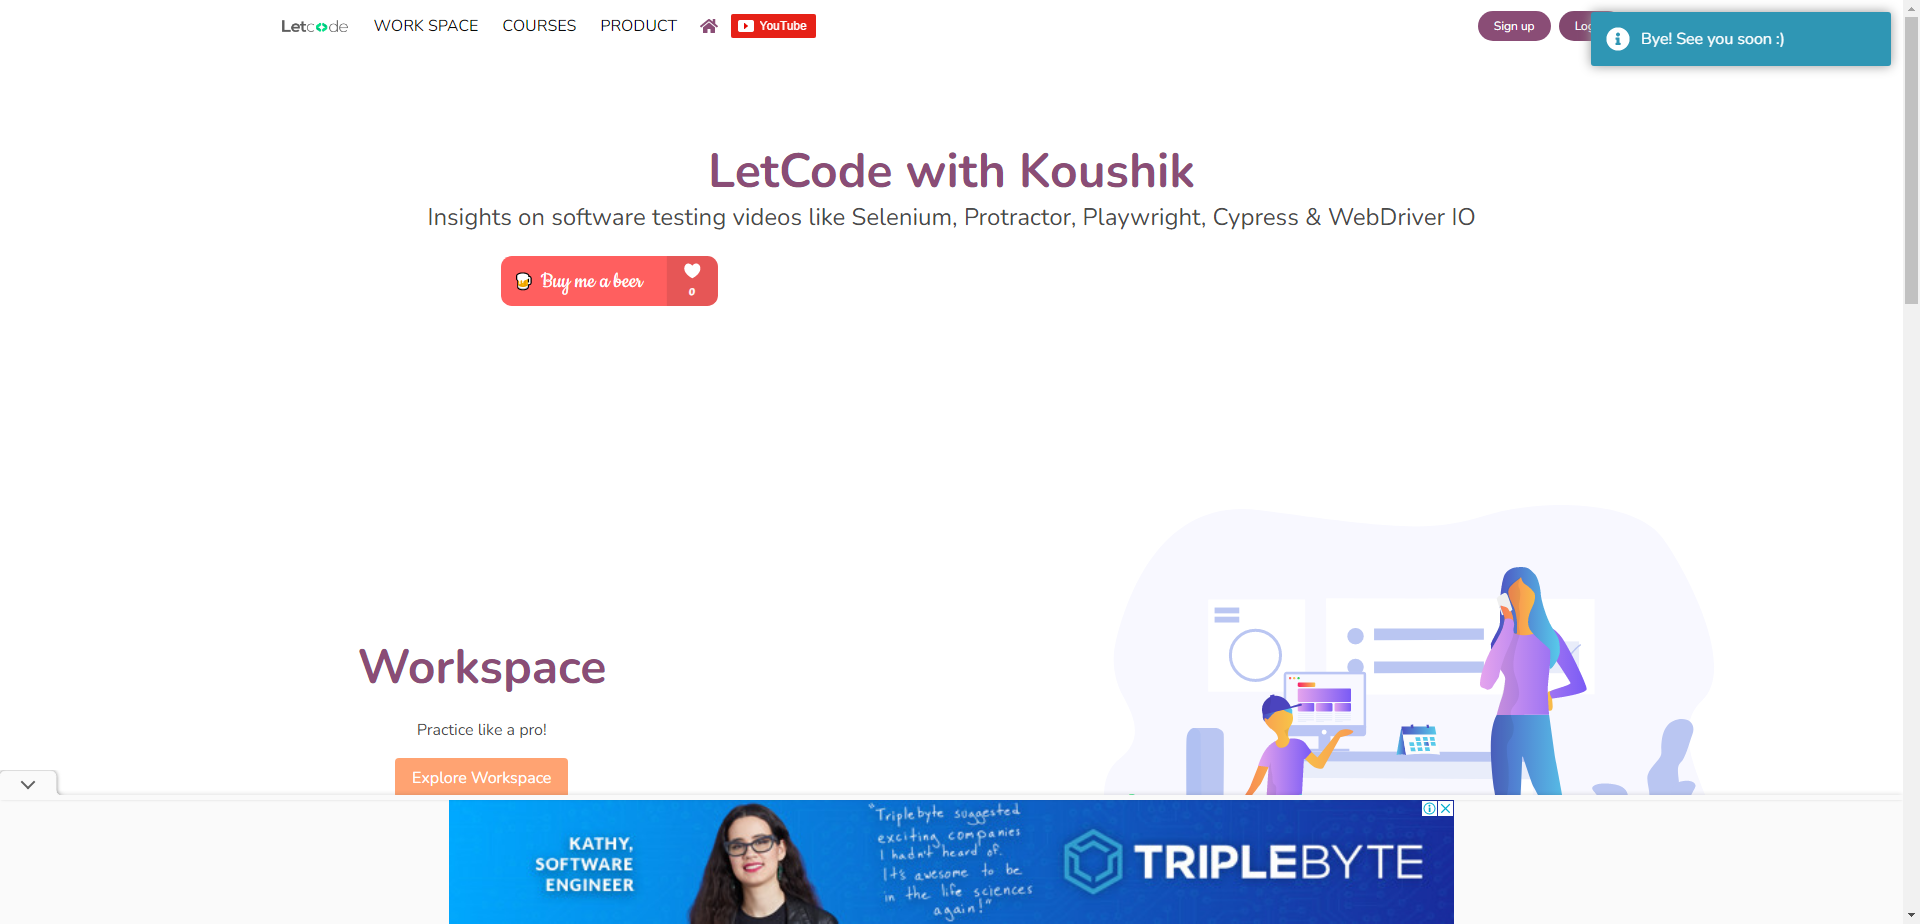 Letcode WORK SPACE COURSES PRODUCT YouTube Sign up
Bye! See you soon :)
LetCode with Koushik
Insights on software testing videos like Selenium, Protractor, Playwright, Cypress & WebDriver IO
Buy me a beer 0
Workspace
Practice like a pro!
Explore Workspace
KATHY,
SOFTWARE
ENGINEER
"Triplebyte suggested
exciting companies
I hadn't heard of.
It's awesome to be
in the life sciences
again!"
TRIPLEBYTE